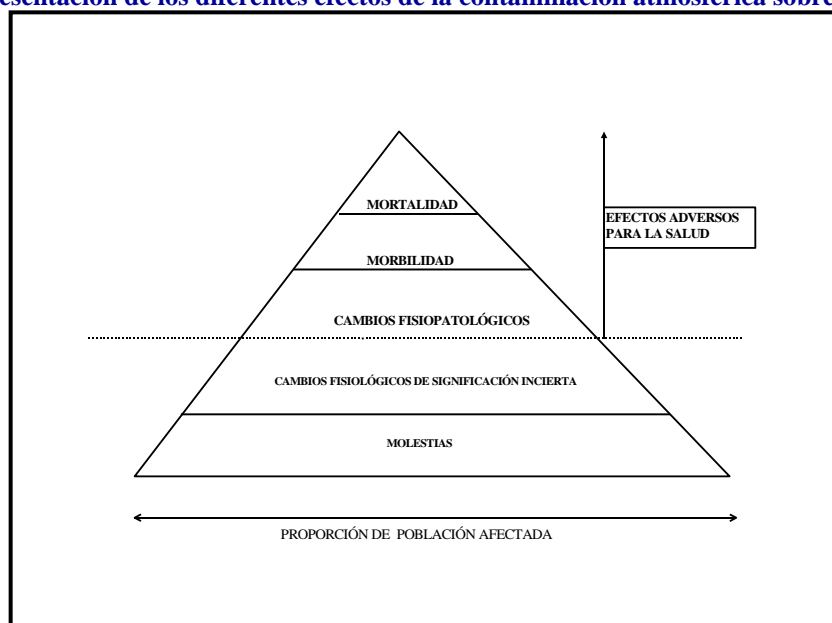 de los diferentes efectos de la contaminación atmosférica sobre
MORTALIDAD
EFECTOS ADVERSOS
PARA LA SALUD
MORBILIDAD
CAMBIOS FISIOPATOLÓGICOS
CAMBIOS FISIOLÓGICOS DE SIGNIFICACIÓN INCIERTA
MOLESTIAS
PROPORCIÓN DE POBLACIÓN AFECTADA